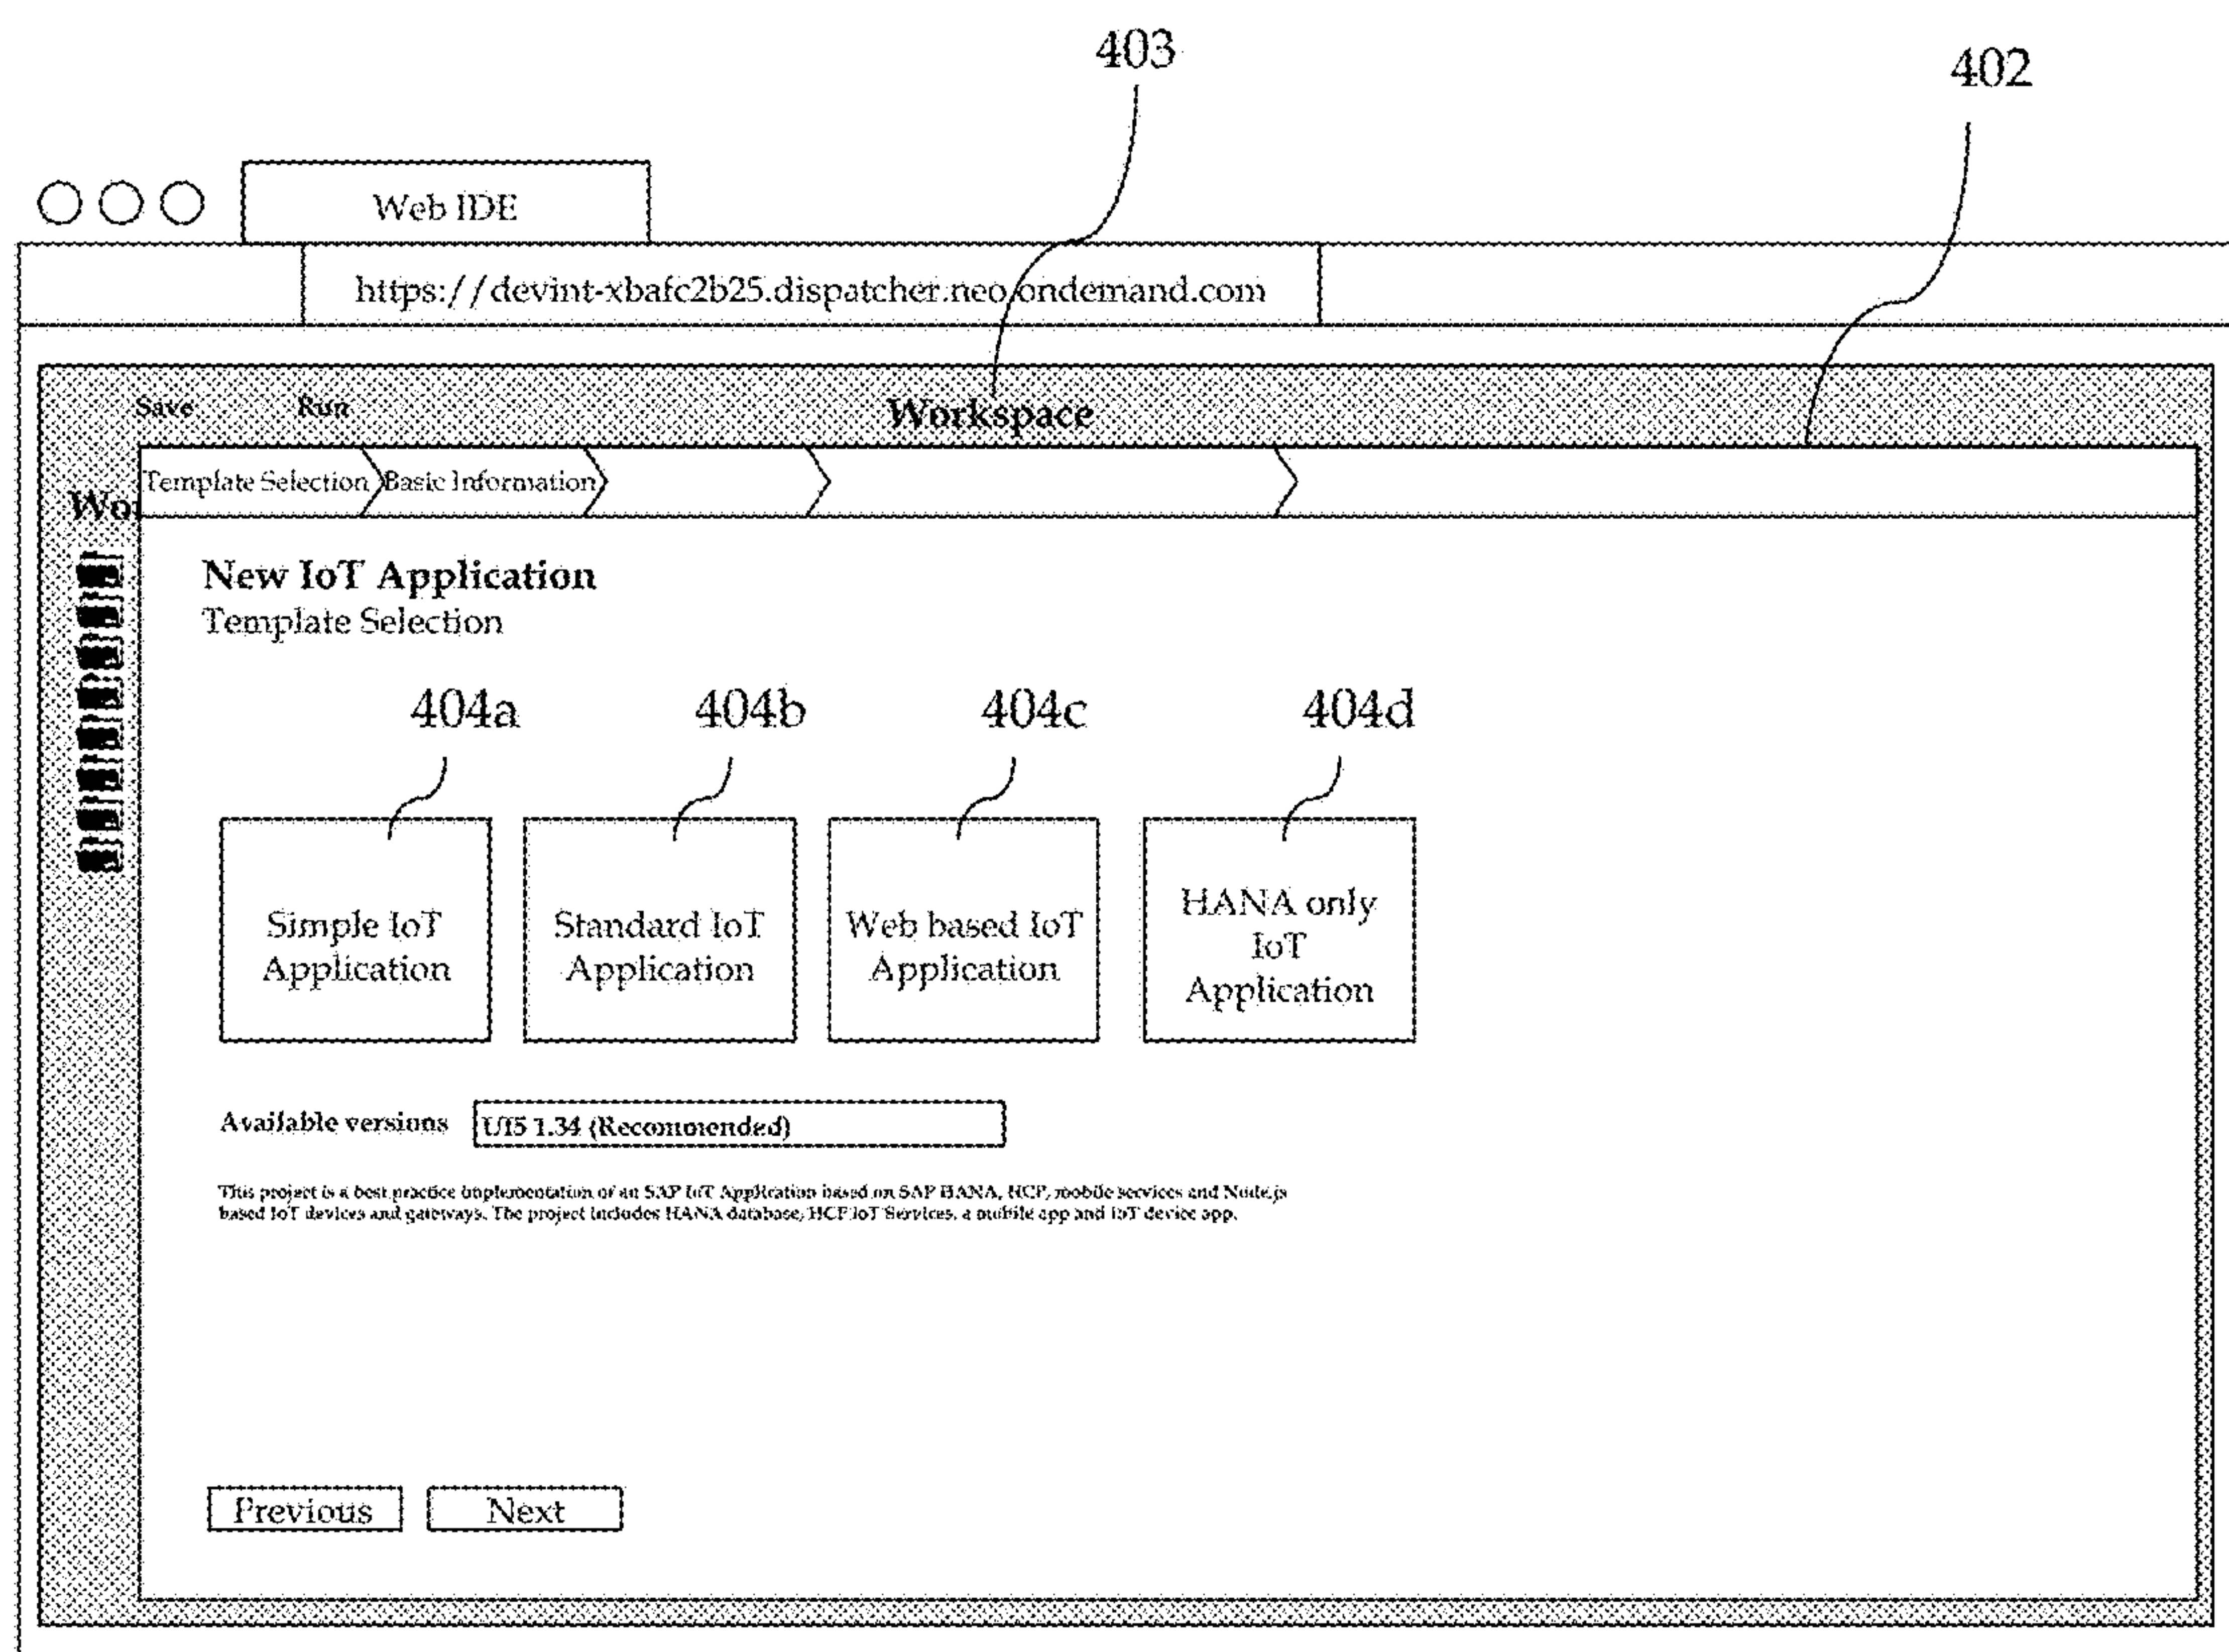 403
402
Web IDE
https://devint-xbafc2b25.dispatcher.neo.ondemand.com
Save Run Workspace
Template Selection Basic Information
Wor
New IoT Application
Template Selection
404a 404b 404c 404d
Simple IoT Application
Standard IoT Application
Web based IoT Application
HANA only IoT Application
Available versions UI5 1.34 (Recommended)
This project is a best practice implementation of an SAP IoT Application based on SAP HANA, HCP, mobile services and Node.js
based IoT devices and gateways. The project includes HANA database, HCP IoT Services, a mobile app and IoT device app.
Previous Next